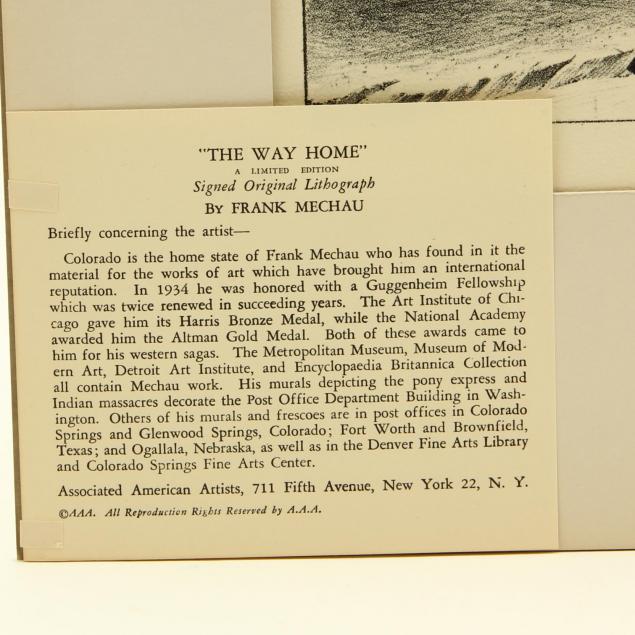 "THE WAY HOME"
A LIMITED EDITION
Signed Original Lithograph
BY FRANK MECHAU
Briefly concerning the artist—
Colorado is the home state of Frank Mechau who has found in it the
material for the works of art which have brought him an international
reputation. In 1934 he was honored with a Guggenheim Fellowship
which was twice renewed in succeeding years. The Art Institute of Chi-
cago gave him its Harris Bronze Medal, while the National Academy
awarded him the Altman Gold Medal. Both of these awards came to
him for his western sagas. The Metropolitan Museum, Museum of Mod-
ern Art, Detroit Art Institute, and Encyclopaedia Britannica Collection
all contain Mechau work. His murals depicting the pony express and
Indian massacres decorate the Post Office Department Building in Wash-
ington. Others of his murals and frescoes are in post offices in Colorado
Springs and Glenwood Springs, Colorado; Fort Worth and Brownfield,
Texas; and Ogallala, Nebraska, as well as in the Denver Fine Arts Library
and Colorado Springs Fine Arts Center.
Associated American Artists, 711 Fifth Avenue, New York 22, N. Y.
©AAA. All Reproduction Rights Reserved by A.A.A.